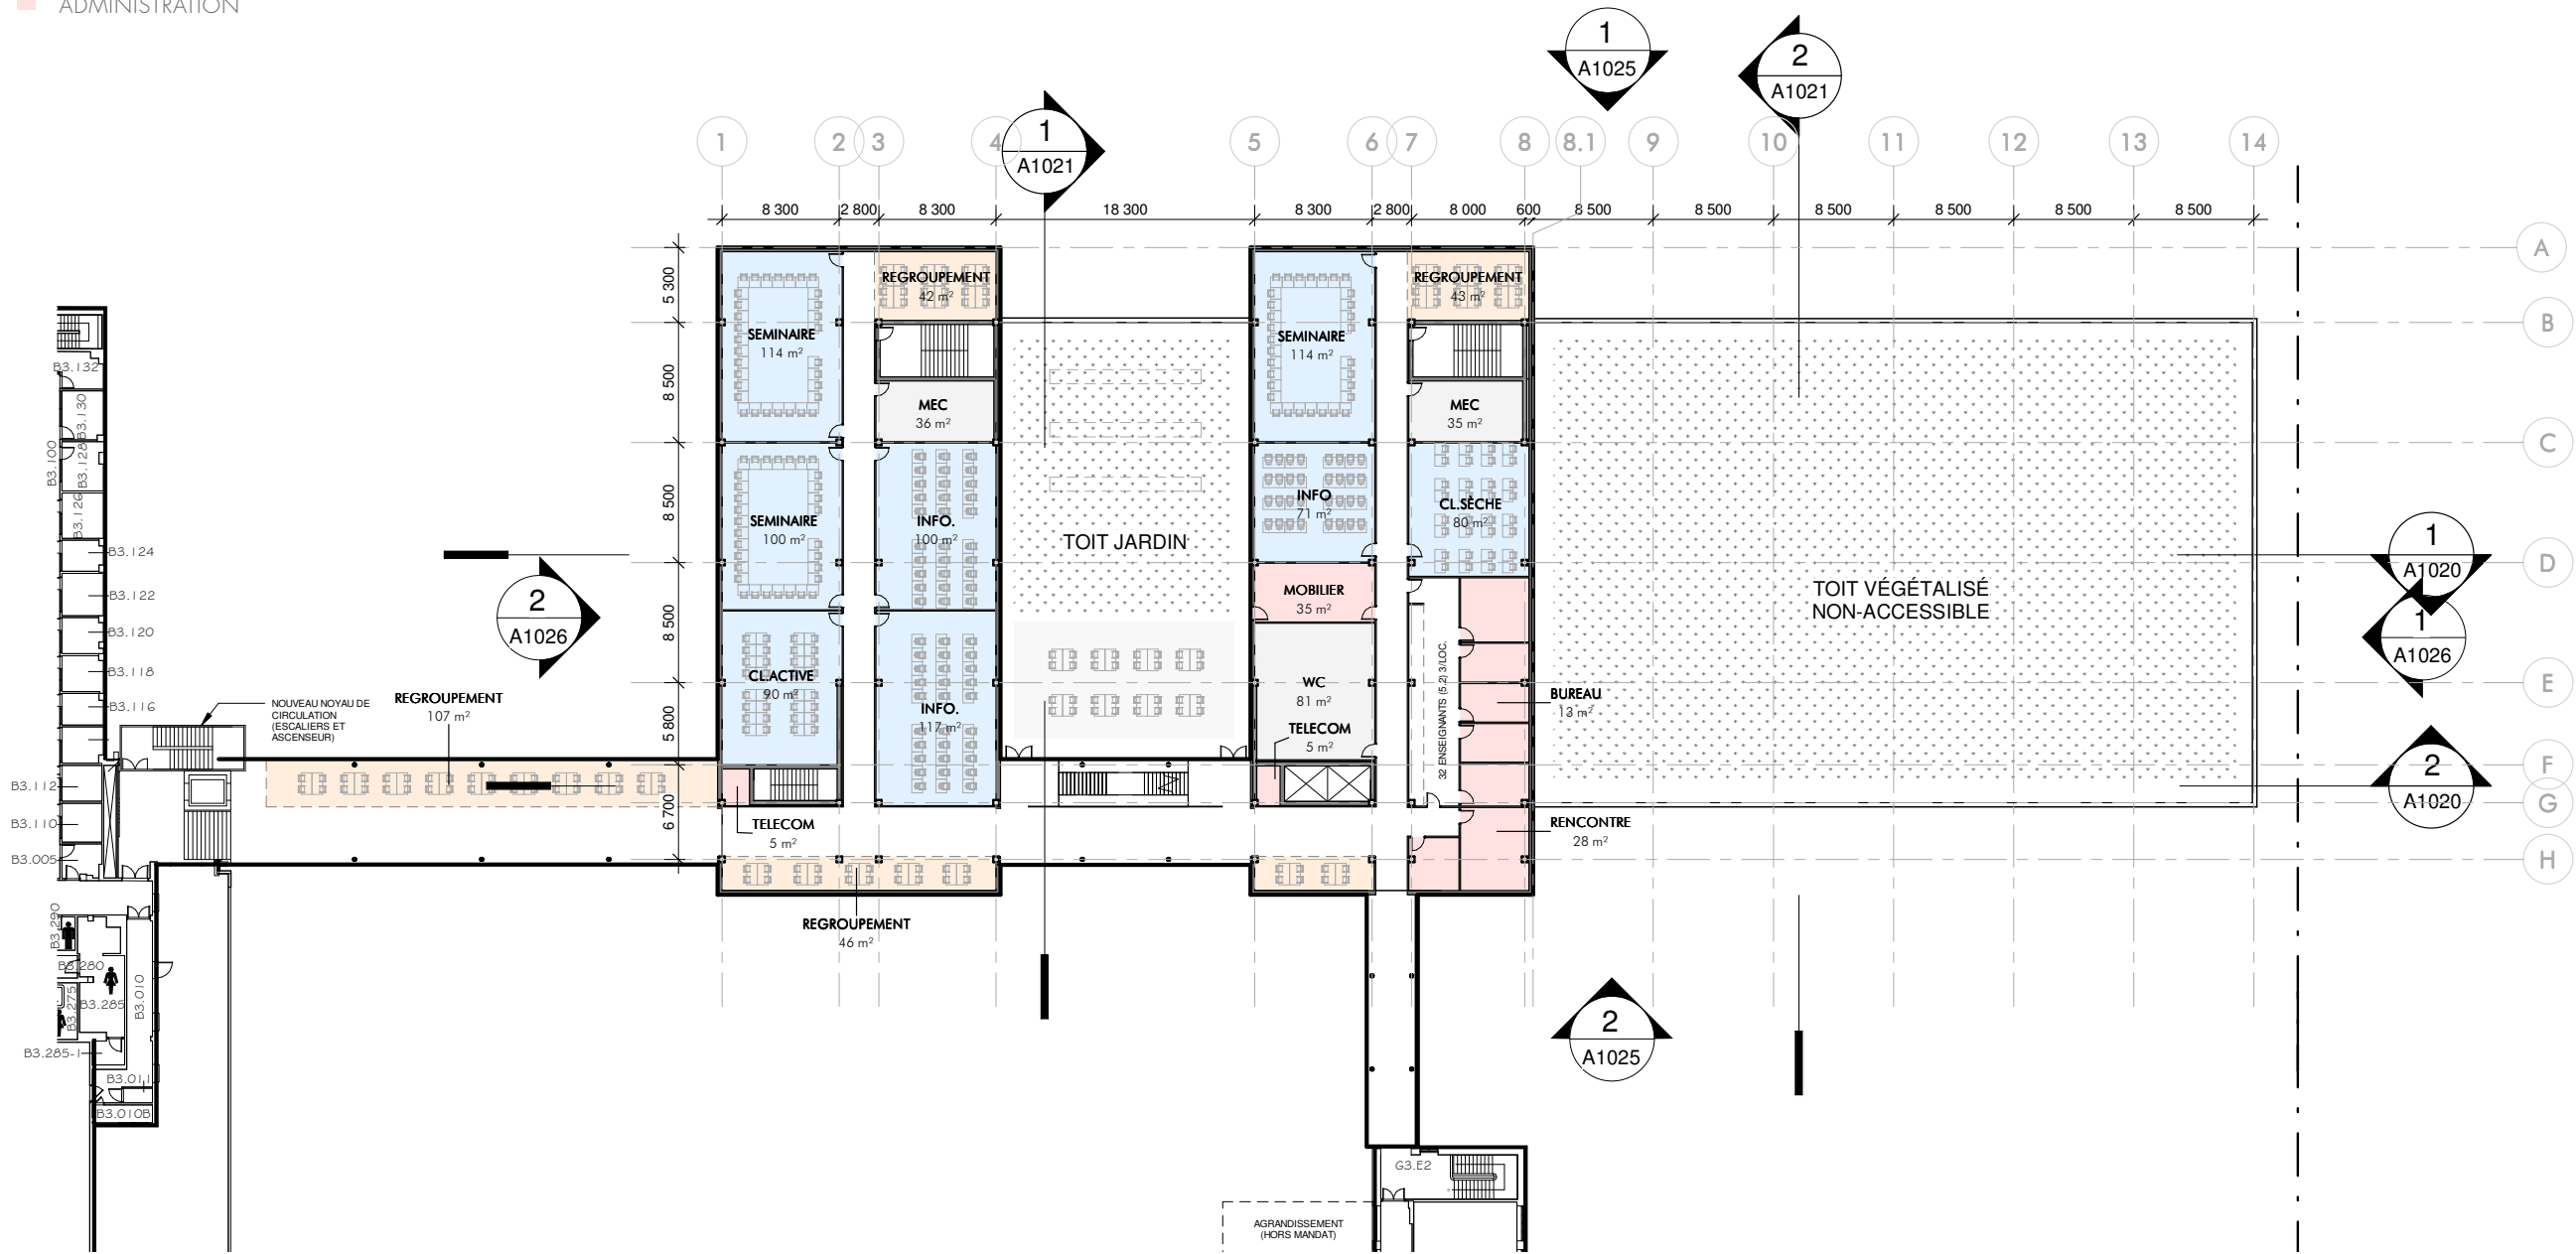 ADMINISTRATION
1
A1025
2
A1021
1
A1021
1
2
3
4
5
6
7
8
8.1
9
10
11
12
13
14
8 300
2 800
8 300
18 300
8 300
2 800
8 000
600
8 500
8 500
8 500
8 500
8 500
8 500
A
B
C
D
E
F
G
H
5 300
8 500
8 500
8 500
5 800
6 700
SEMINAIRE
114 m²
REGROUPEMENT
42 m²
MEC
36 m²
SEMINAIRE
100 m²
INFO.
100 m²
CL.ACTIVE
90 m²
INFO.
117 m²
TELECOM
5 m²
REGROUPEMENT
46 m²
REGROUPEMENT
107 m²
NOUVEAU NOYAU DE
CIRCULATION
(ESCALIERS ET
ASCENSEUR)
TOIT JARDIN
SEMINAIRE
114 m²
REGROUPEMENT
43 m²
MEC
35 m²
INFO
71 m²
CL.SÈCHE
80 m²
MOBILIER
35 m²
WC
81 m²
TELECOM
5 m²
32 ENSEIGNANTS (5.2) 3/LOC.
BUREAU
13 m²
RENCONTRE
28 m²
TOIT VÉGÉTALISÉ
NON-ACCESSIBLE
2
A1026
1
A1020
1
A1026
2
A1020
2
A1025
B3.132
B3.130
B3.100
B3.128
B3.126
B3.124
B3.122
B3.120
B3.118
B3.116
B3.112
B3.110
B3.005
B3.290
B3.280
B3.275
B3.285
B3.010
B3.285-1
B3.011
B3.010B
G3.E2
AGRANDISSEMENT
(HORS MANDAT)